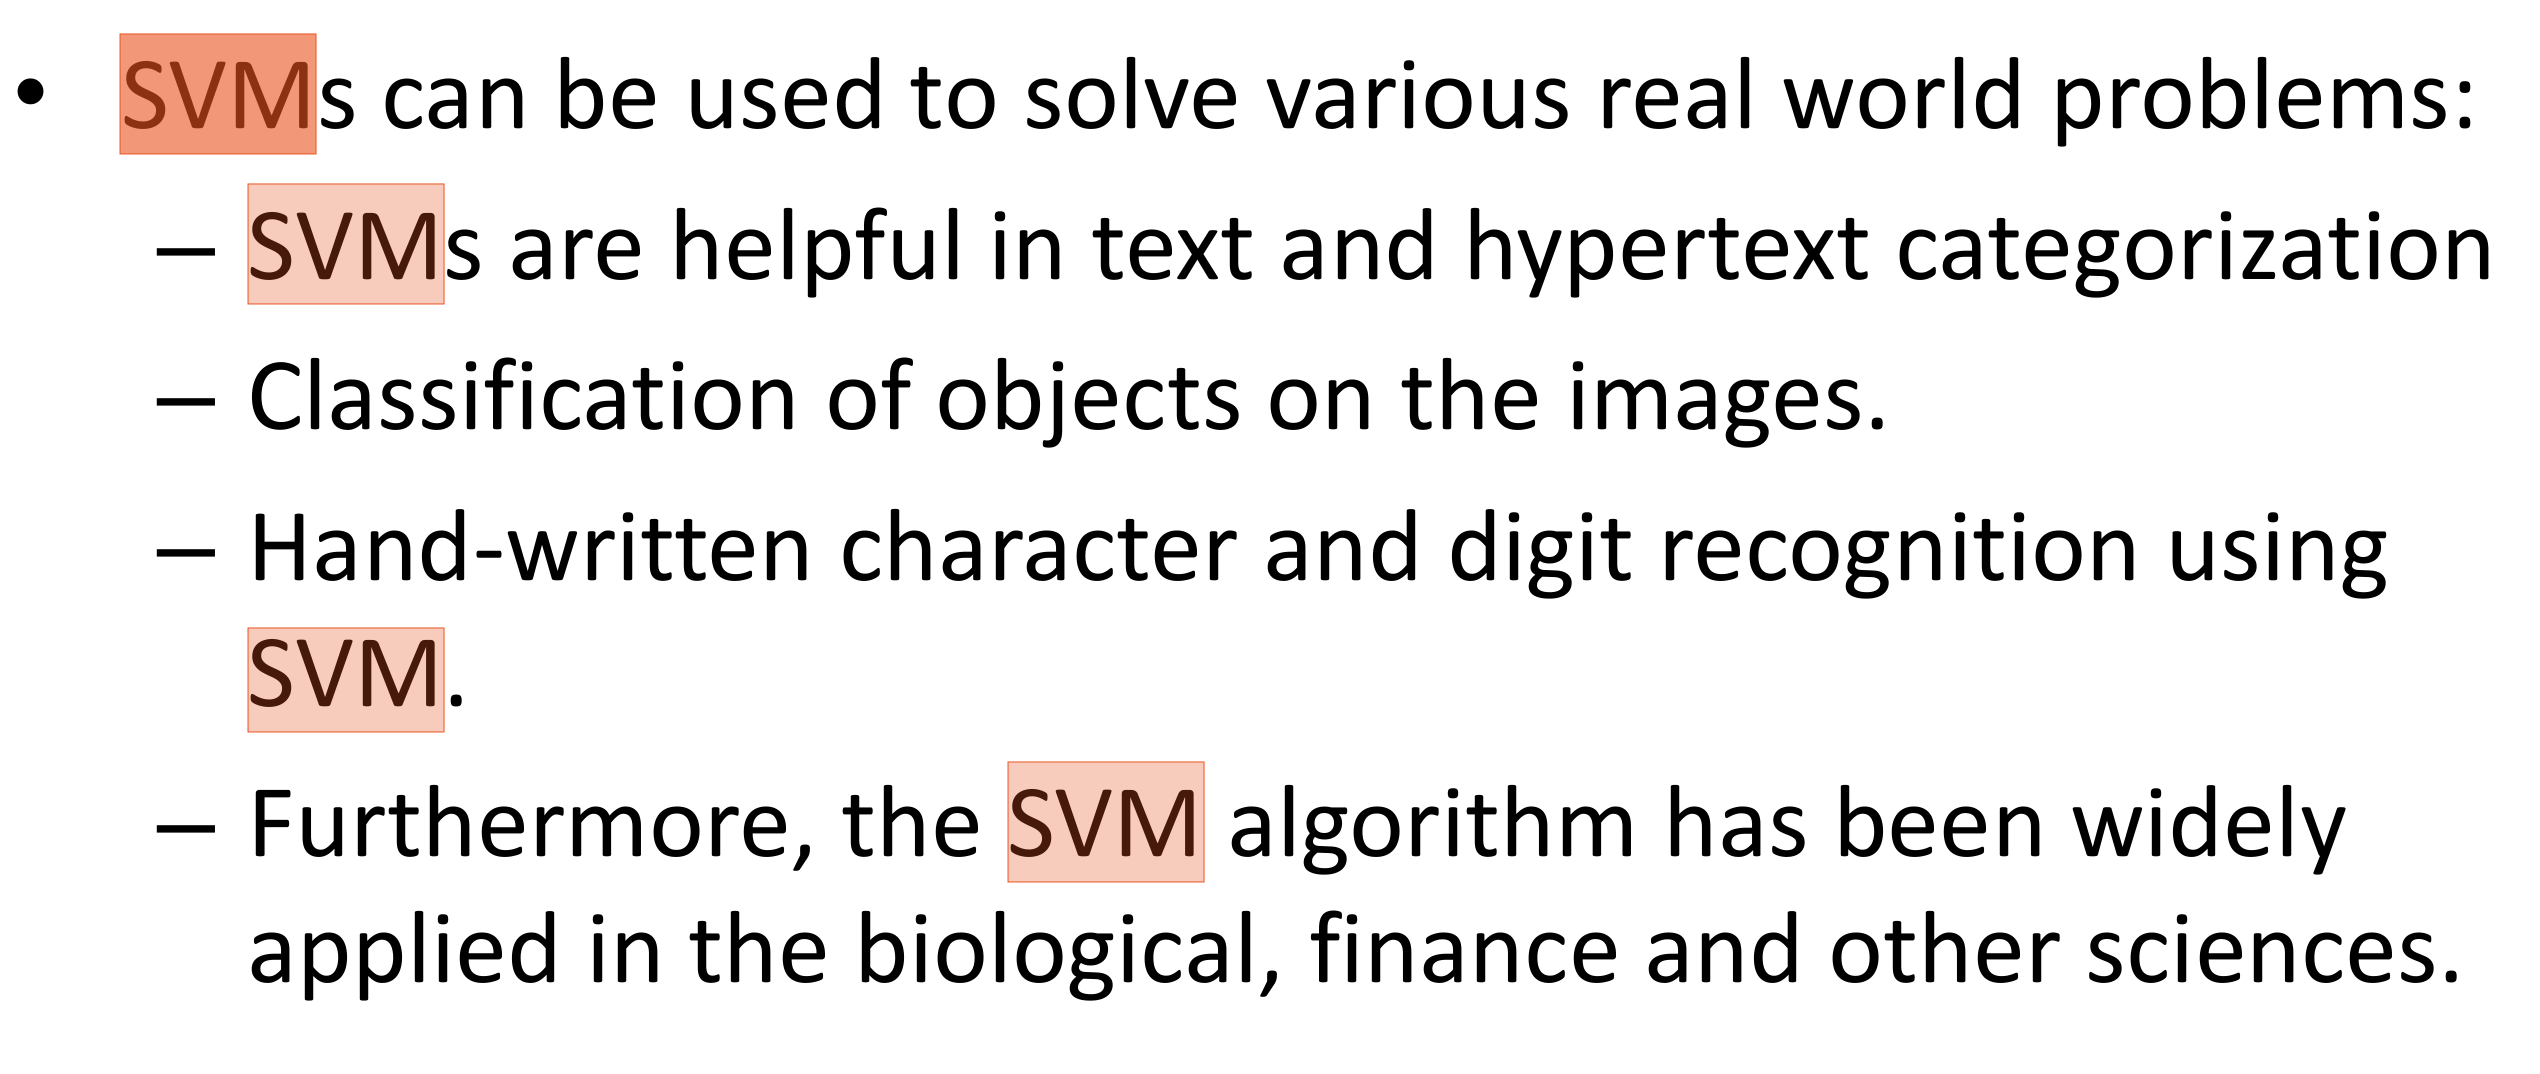 • SVMs can be used to solve various real world problems:
– SVMs are helpful in text and hypertext categorization
– Classification of objects on the images.
– Hand-written character and digit recognition using
SVM.
– Furthermore, the SVM algorithm has been widely
applied in the biological, finance and other sciences.